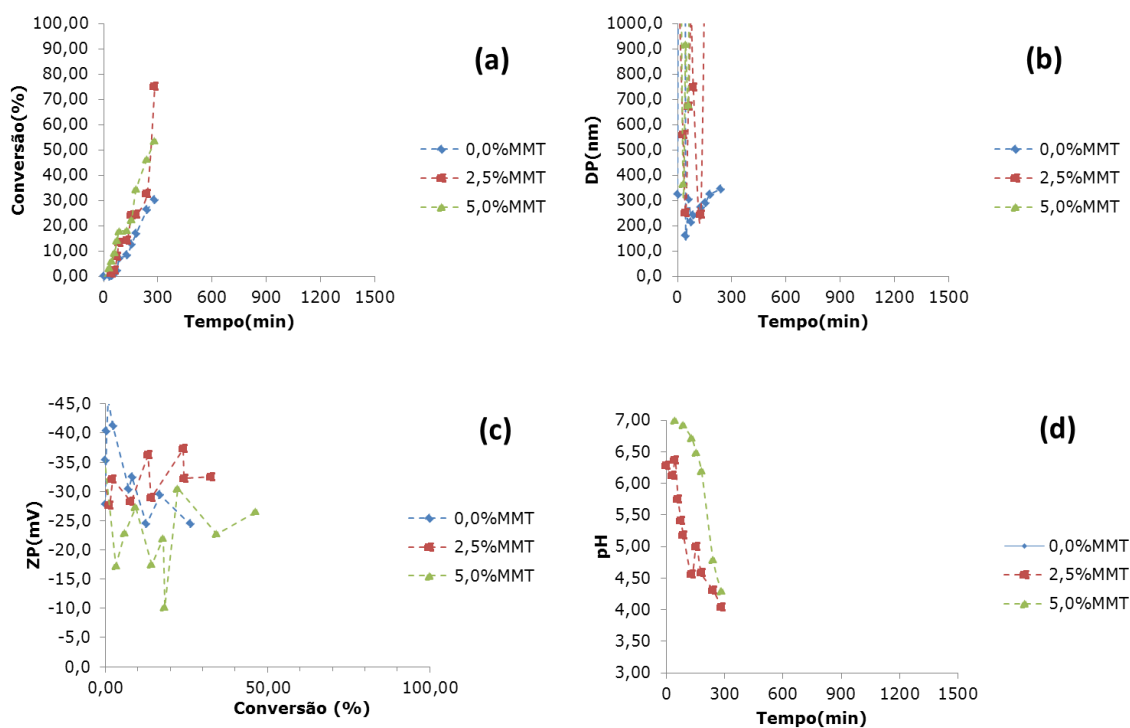 100,00
90,00
80,00
70,00
60,00
50,00
40,00
30,00
20,00
10,00
0,00
Conversão(%)
0 300 600 900 1200 1500
Tempo(min)
(a)
0,0%MMT
2,5%MMT
5,0%MMT
1000,0
900,0
800,0
700,0
600,0
500,0
400,0
300,0
200,0
100,0
0,0
DP(nm)
0 300 600 900 1200 1500
Tempo(min)
(b)
0,0%MMT
2,5%MMT
5,0%MMT
-45,0
-40,0
-35,0
-30,0
-25,0
-20,0
-15,0
-10,0
-5,0
0,0
ZP(mV)
0,00 50,00 100,00
Conversão (%)
(c)
0,0%MMT
2,5%MMT
5,0%MMT
7,00
6,50
6,00
5,50
5,00
4,50
4,00
3,50
3,00
pH
0 300 600 900 1200 1500
Tempo(min)
(d)
0,0%MMT
2,5%MMT
5,0%MMT